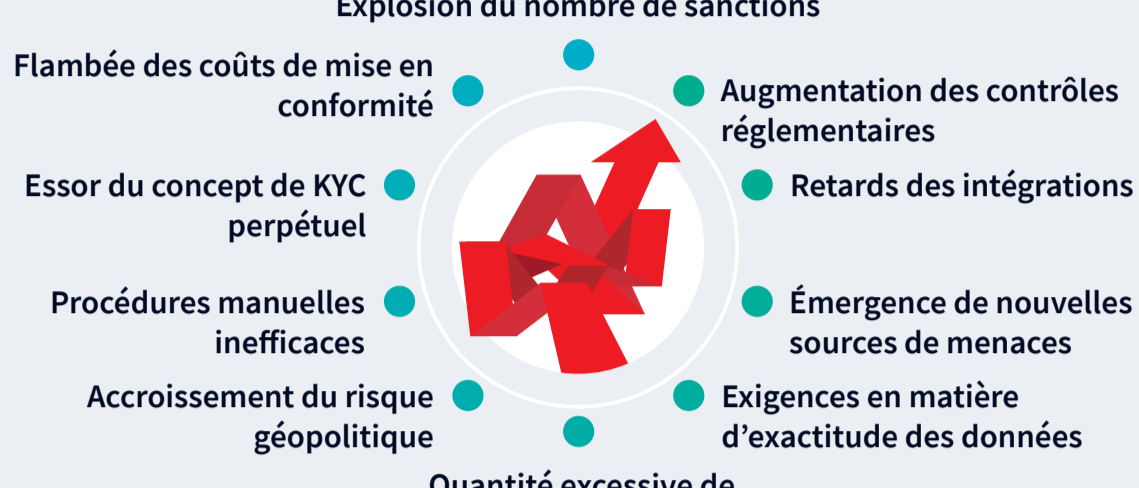 Explosion du nombre de sanctions
Flambée des coûts de mise en
conformité
Augmentation des contrôles
réglementaires
Essor du concept de KYC
perpétuel
Retards des intégrations
Procédures manuelles
inefficaces
Émergence de nouvelles
sources de menaces
Accroissement du risque
géopolitique
Exigences en matière
d’exactitude des données
Quantité excessive de